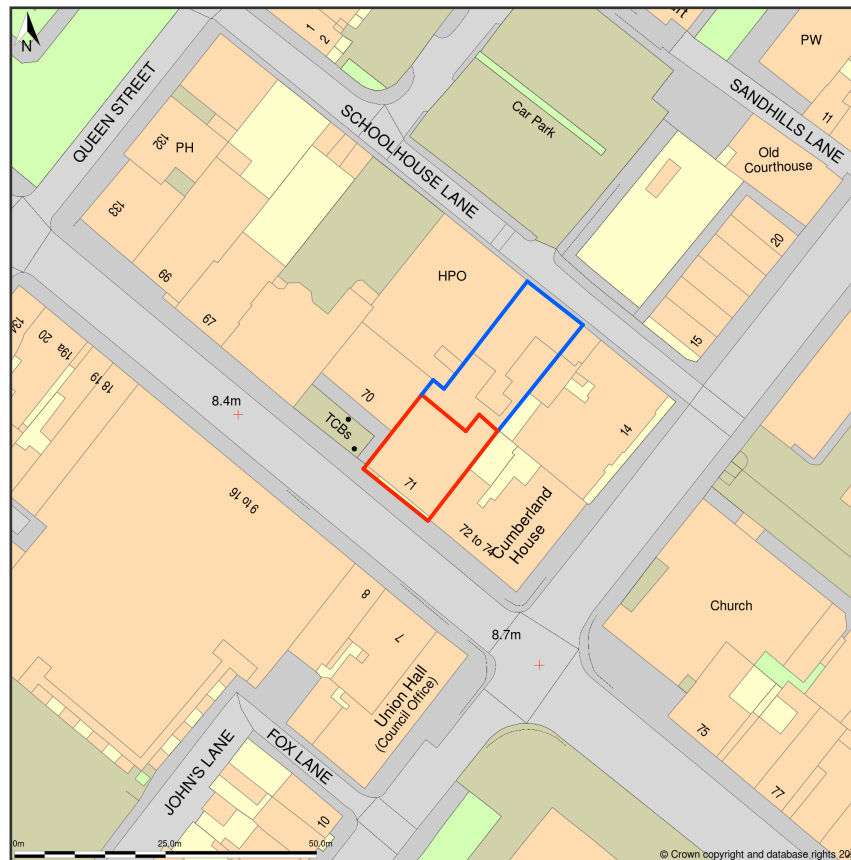 N
1
2
PW
QUEEN STREET
SCHOOLHOUSE LANE
Car Park
SANDHILLS LANE
11
132
PH
Old
Courthouse
133
20
HPO
66
67
15
134
20
19a
18 19
8.4m
70
TCBs
71
14
9 to 16
72 to 74
Cumberland
House
8
7
8.7m
Church
Union Hall
(Council Office)
75
JOHN'S LANE
FOX LANE
77
10
0m
25.0m
50.0m
© Crown copyright and database rights 20